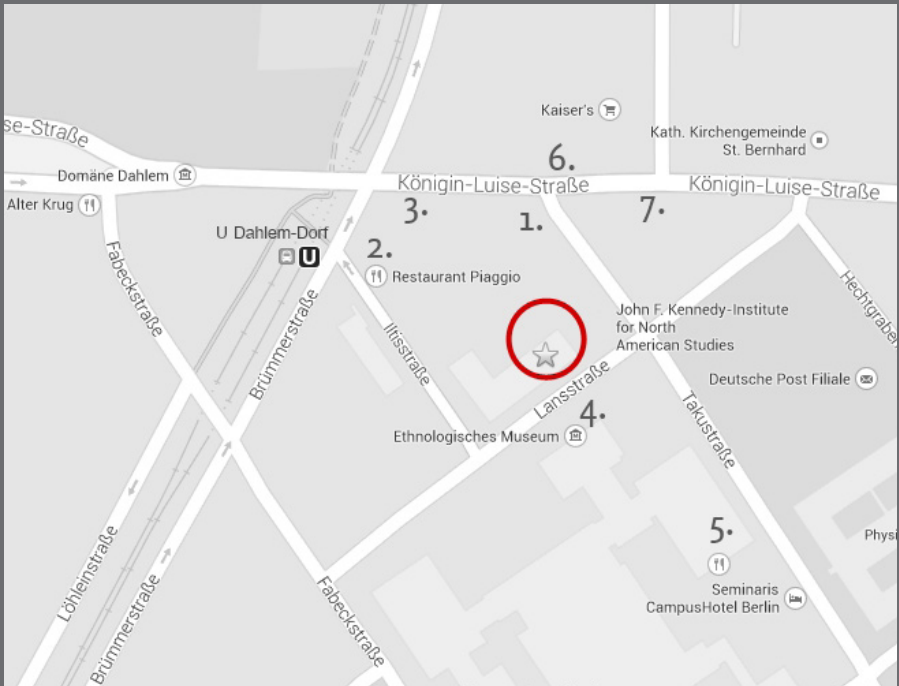 Kaiser's
se-Straße
Kath. Kirchengemeinde
St. Bernhard
6.
Domäne Dahlem
Königin-Luise-Straße
Königin-Luise-Straße
Alter Krug
3.
1.
7.
U Dahlem-Dorf
U
2.
Restaurant Piaggio
Fabeckstraße
Hechtgraben
John F. Kennedy-Institute
for North
American Studies
Brümmerstraße
Iltisstraße
Lansstraße
Deutsche Post Filiale
4.
Ethnologisches Museum
Takustraße
5.
Physi
Löhleinstraße
Seminaris
CampusHotel Berlin
Brümmerstraße
Fabeckstraße